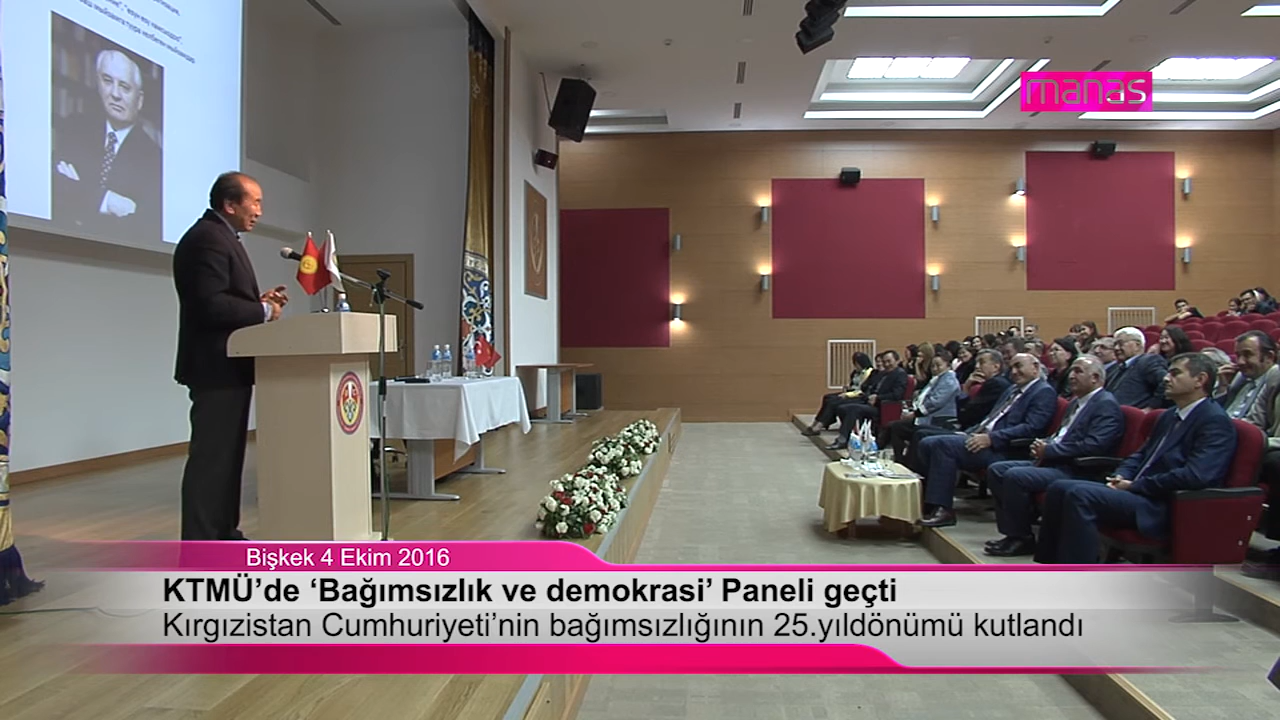 manas
Bişkek 4 Ekim 2016
KTMÜ’de ‘Bağımsızlık ve demokrasi’ Paneli geçti
Kırgızistan Cumhuriyeti’nin bağımsızlığının 25.yıldönümü kutlandı